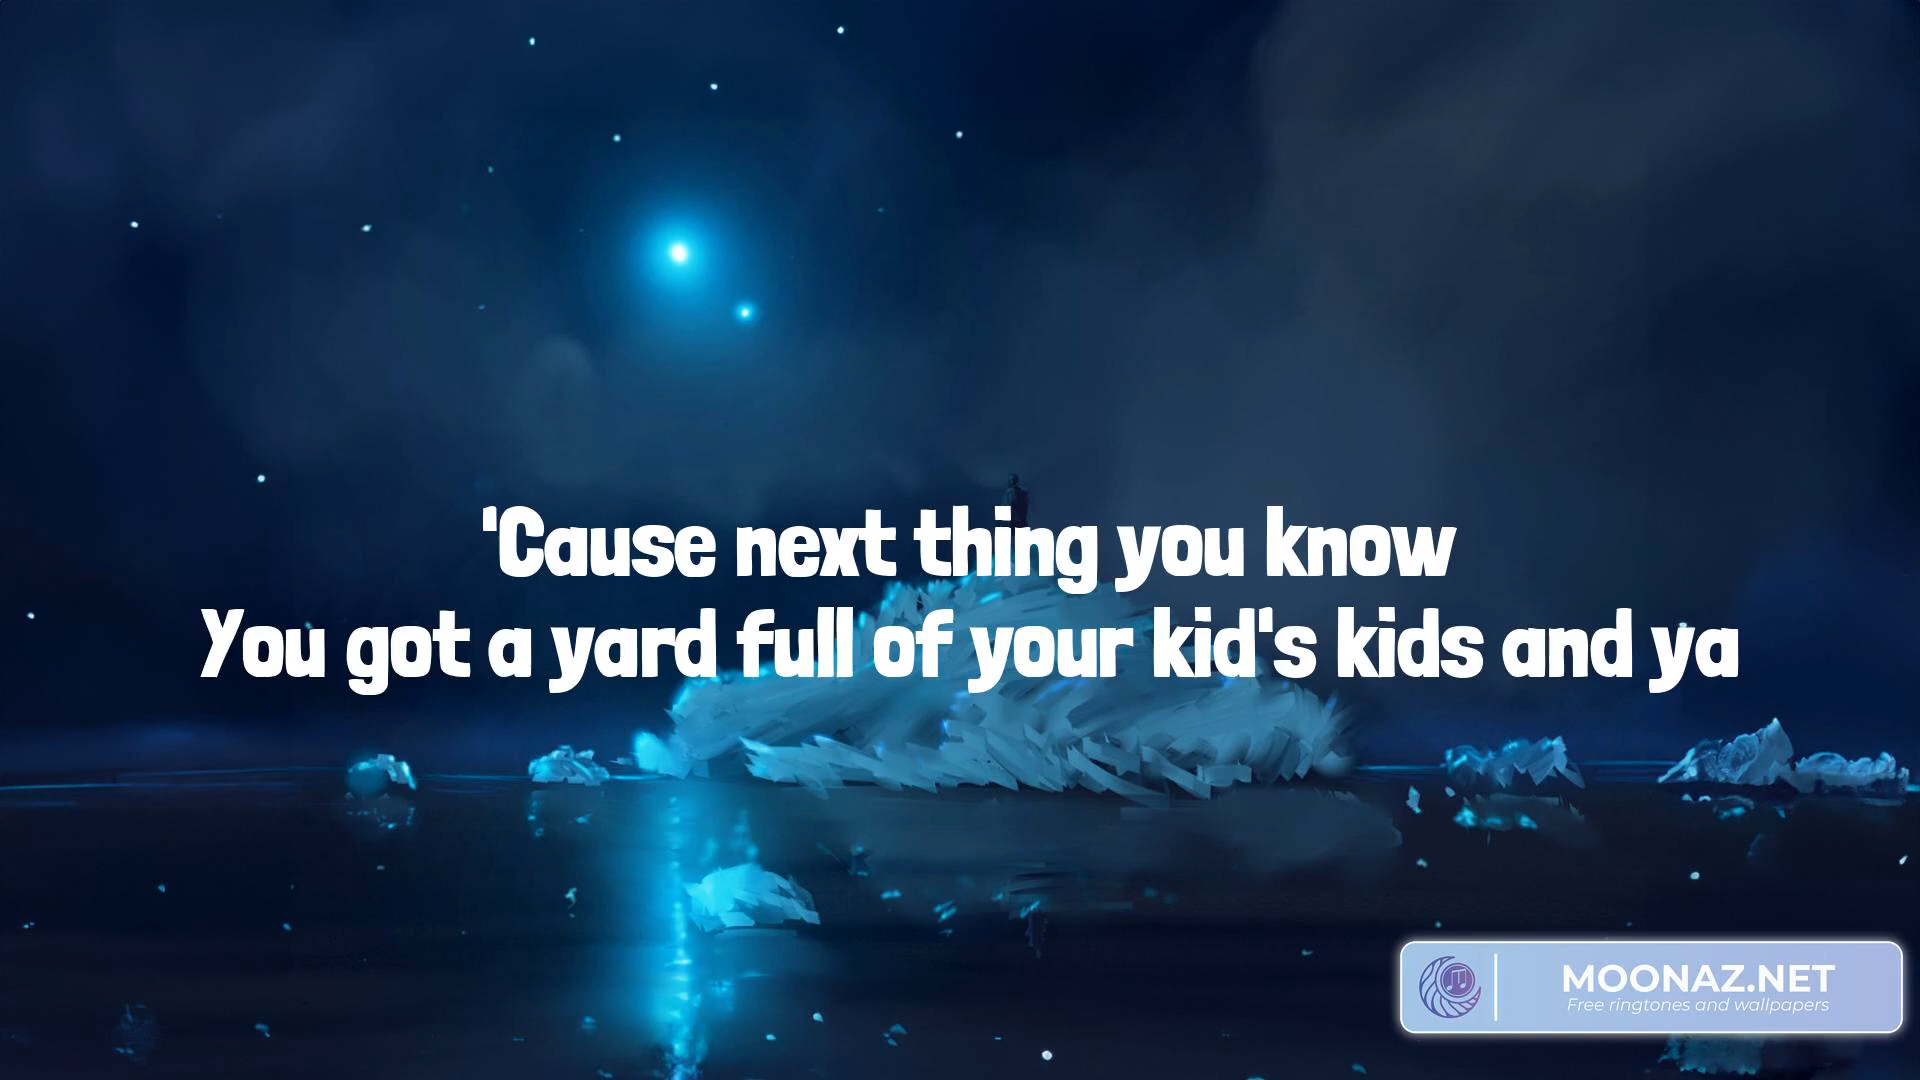 'Cause next thing you know
You got a yard full of your kid's kids and ya
MOONAZ.NET
Free ringtones and wallpapers